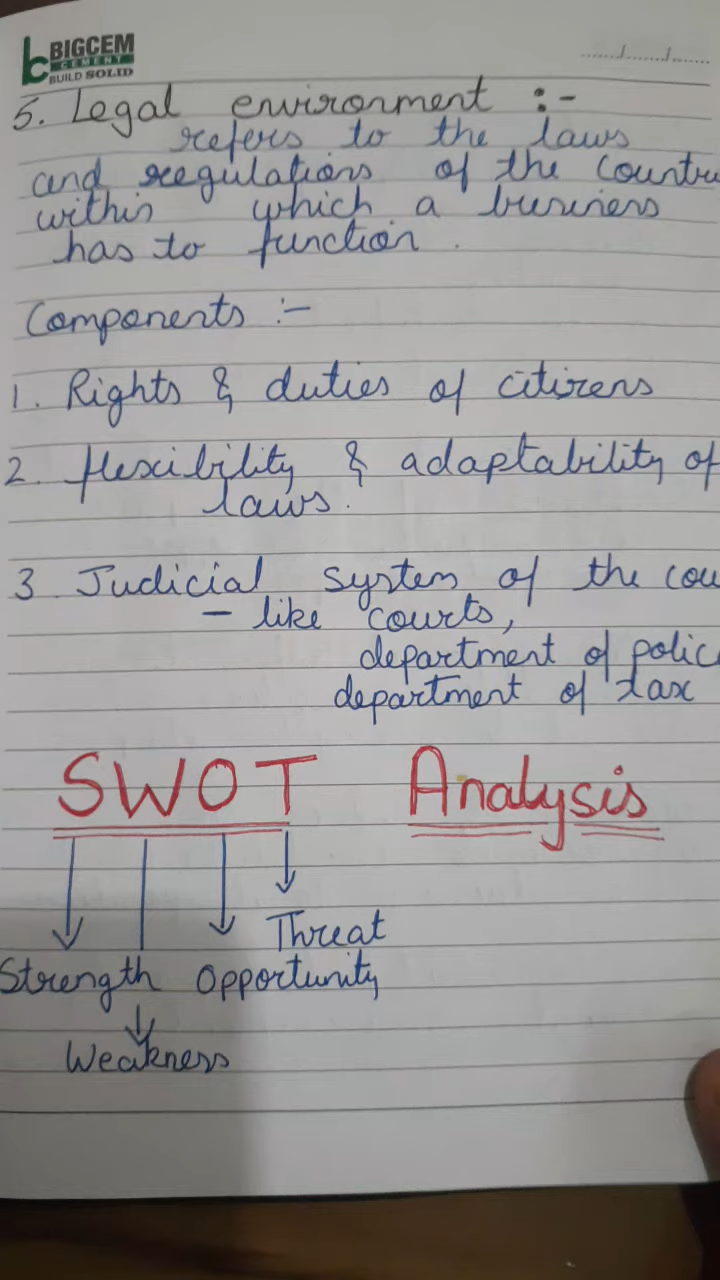 BIGCEM
CEMENT
BUILD SOLID
....../....../......
5. Legal environment :-
refers to the laws
and regulations of the countr
within which a business
has to function.
Components :-
1. Rights & duties of citizens
2. flexibility & adaptability of
laws.
3 Judicial system of the cou
- like courts,
department of polic
department of tax
SWOT Analysis
Threat
Strength Opportunity
Weakness